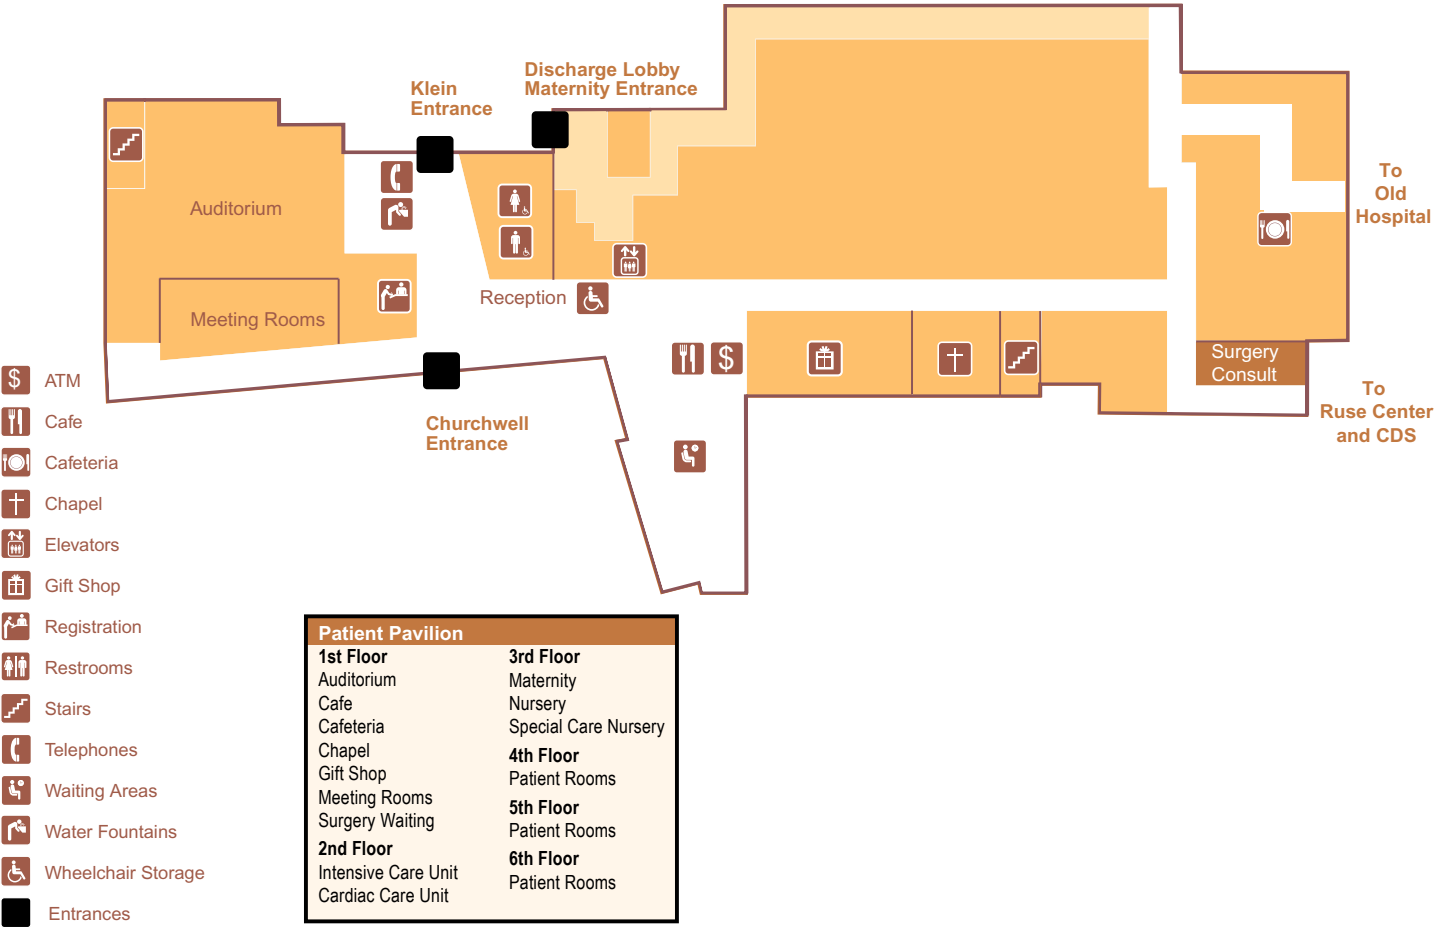 Discharge Lobby
Maternity Entrance
Klein
Entrance
Auditorium
Meeting Rooms
Reception
To
Old
Hospital
Surgery
Consult
To
Ruse Center
and CDS
Churchwell
Entrance
$
$ ATM
Cafe
Cafeteria
Chapel
Elevators
Gift Shop
Registration
Restrooms
Stairs
Telephones
Waiting Areas
Water Fountains
Wheelchair Storage
Entrances
Patient Pavilion
1st Floor
Auditorium
Cafe
Cafeteria
Chapel
Gift Shop
Meeting Rooms
Surgery Waiting
2nd Floor
Intensive Care Unit
Cardiac Care Unit
3rd Floor
Maternity
Nursery
Special Care Nursery
4th Floor
Patient Rooms
5th Floor
Patient Rooms
6th Floor
Patient Rooms